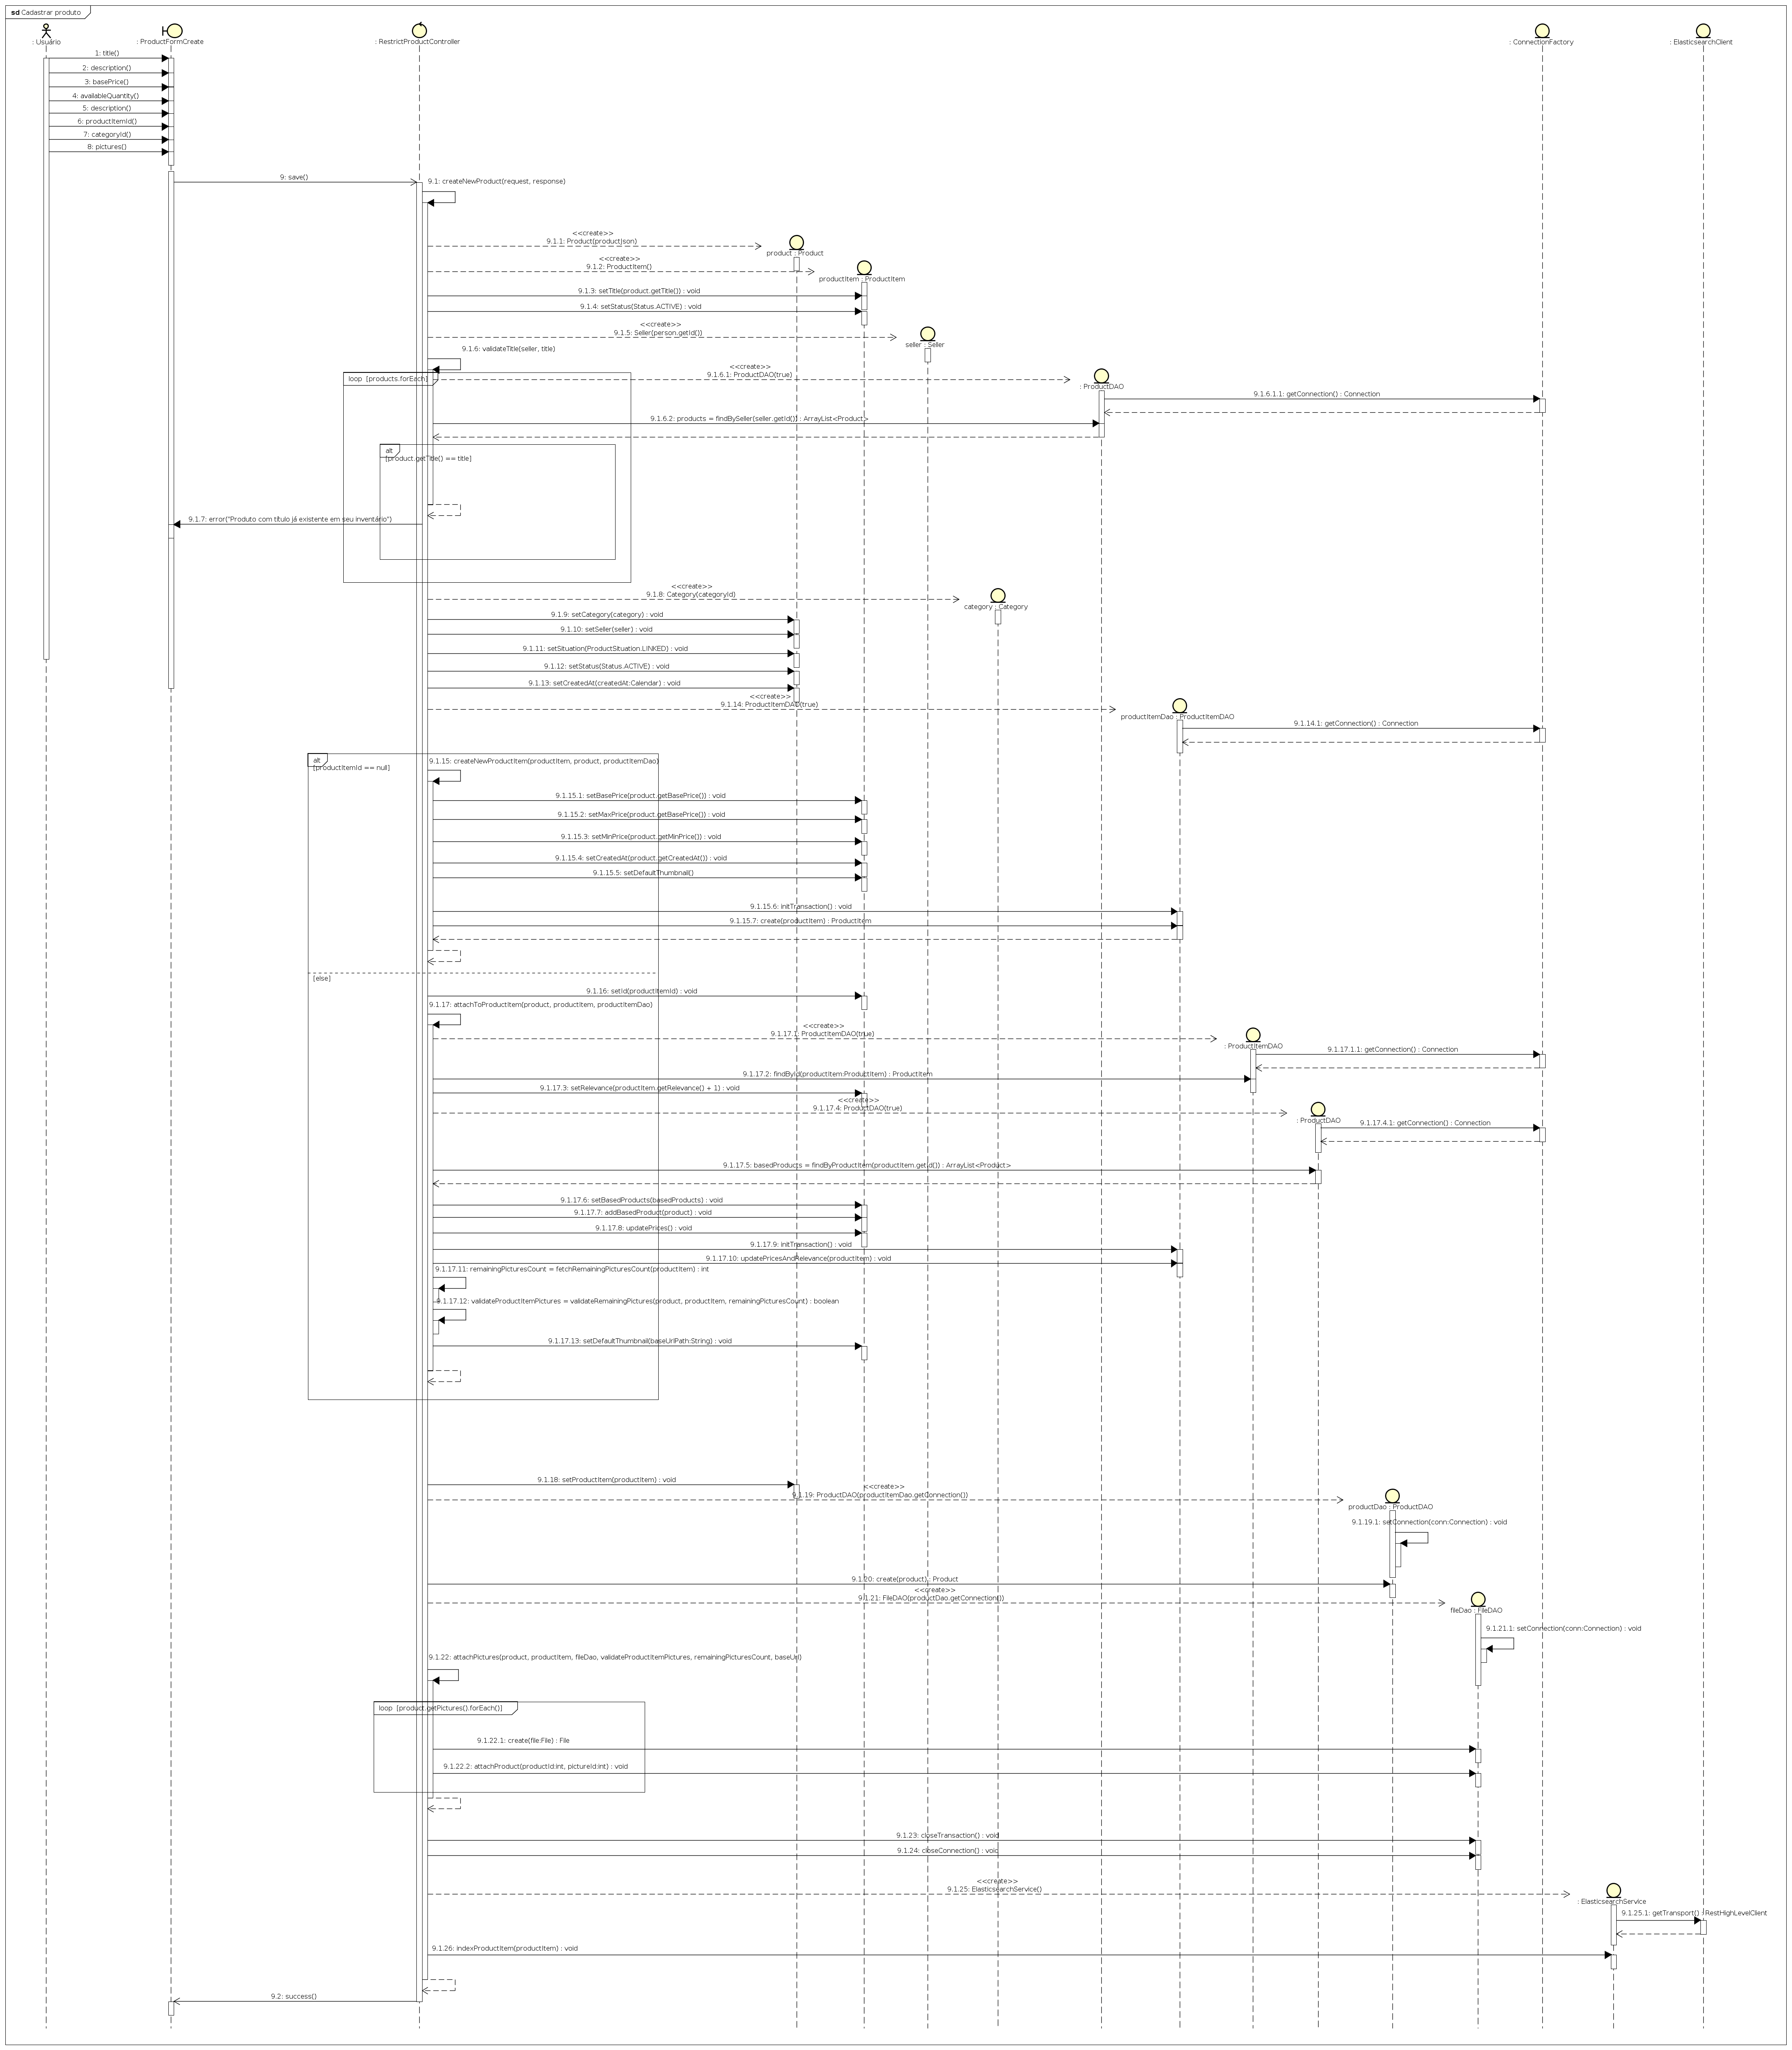 sd Cadastrar produto
: Usuário
: ProductFormCreate
: RestrictProductController
: ConnectionFactory
: ElasticsearchClient
1: title()
2: description()
3: basePrice()
4: availableQuantity()
5: description()
6: productItemId()
7: categoryId()
8: pictures()
9: save()
9.1: createNewProduct(request, response)
<<create>>
9.1.1: Product(productJson)
product : Product
<<create>>
9.1.2: ProductItem()
productItem : ProductItem
9.1.3: setTitle(product.getTitle()) : void
9.1.4: setStatus(Status.ACTIVE) : void
<<create>>
9.1.5: Seller(person.getId())
seller : Seller
9.1.6: validateTitle(seller, title)
loop [products.forEach]
<<create>>
9.1.6.1: ProductDAO(true)
: ProductDAO
9.1.6.1.1: getConnection() : Connection
9.1.6.2: products = findBySeller(seller.getId()) : ArrayList<Product>
alt
[product.getTitle() == title]
9.1.7: error("Produto com título já existente em seu inventário")
<<create>>
9.1.8: Category(categoryId)
category : Category
9.1.9: setCategory(category) : void
9.1.10: setSeller(seller) : void
9.1.11: setSituation(ProductSituation.LINKED) : void
9.1.12: setStatus(Status.ACTIVE) : void
9.1.13: setCreatedAt(createdAt:Calendar) : void
<<create>>
9.1.14: ProductItemDAO(true)
productItemDao : ProductItemDAO
9.1.14.1: getConnection() : Connection
alt
[productItemId == null]
9.1.15: createNewProductItem(productItem, product, productItemDao)
9.1.15.1: setBasePrice(product.getBasePrice()) : void
9.1.15.2: setMaxPrice(product.getBasePrice()) : void
9.1.15.3: setMinPrice(product.getMinPrice()) : void
9.1.15.4: setCreatedAt(product.getCreatedAt()) : void
9.1.15.5: setDefaultThumbnail()
9.1.15.6: initTransaction() : void
9.1.15.7: create(productItem) : ProductItem
[else]
9.1.16: setId(productItemId) : void
9.1.17: attachToProductItem(product, productItem, productItemDao)
<<create>>
9.1.17.1: ProductItemDAO(true)
: ProductItemDAO
9.1.17.1.1: getConnection() : Connection
9.1.17.2: findById(productItem:ProductItem) : ProductItem
9.1.17.3: setRelevance(productItem.getRelevance() + 1) : void
<<create>>
9.1.17.4: ProductDAO(true)
: ProductDAO
9.1.17.4.1: getConnection() : Connection
9.1.17.5: basedProducts = findByProductItem(productItem.getId()) : ArrayList<Product>
9.1.17.6: setBasedProducts(basedProducts) : void
9.1.17.7: addBasedProduct(product) : void
9.1.17.8: updatePrices() : void
9.1.17.9: initTransaction() : void
9.1.17.10: updatePricesAndRelevance(productItem) : void
9.1.17.11: remainingPicturesCount = fetchRemainingPicturesCount(productItem) : int
9.1.17.12: validateProductItemPictures = validateRemainingPictures(product, productItem, remainingPicturesCount) : boolean
9.1.17.13: setDefaultThumbnail(baseUrlPath:String) : void
9.1.18: setProductItem(productItem) : void
<<create>>
9.1.19: ProductDAO(productItemDao.getConnection())
productDao : ProductDAO
9.1.19.1: setConnection(conn:Connection) : void
9.1.20: create(product) : Product
<<create>>
9.1.21: FileDAO(productDao.getConnection())
fileDao : FileDAO
9.1.21.1: setConnection(conn:Connection) : void
9.1.22: attachPictures(product, productItem, fileDao, validateProductItemPictures, remainingPicturesCount, baseUrl)
loop [product.getPictures().forEach()]
9.1.22.1: create(file:File) : File
9.1.22.2: attachProduct(productId:int, pictureId:int) : void
9.1.23: closeTransaction() : void
9.1.24: closeConnection() : void
<<create>>
9.1.25: ElasticsearchService()
: ElasticsearchService
9.1.25.1: getTransport() : RestHighLevelClient
9.1.26: indexProductItem(productItem) : void
9.2: success()